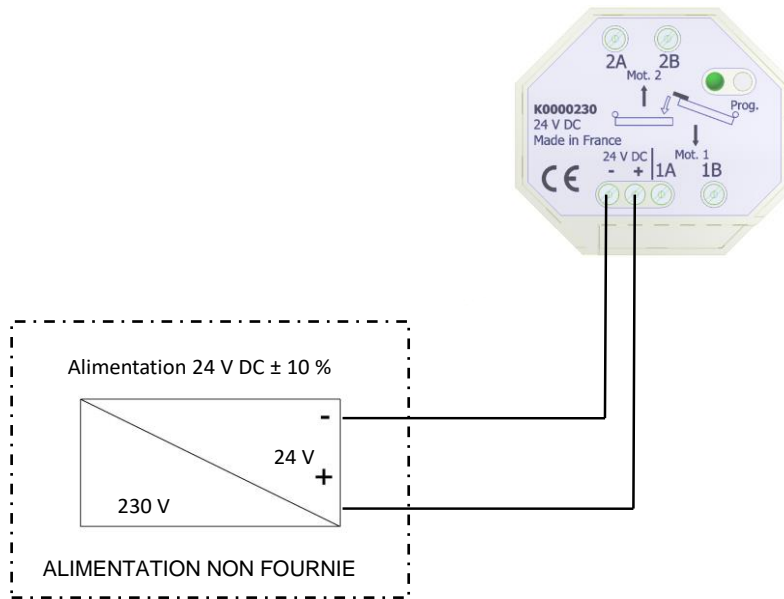 2A 2B
Mot. 2
Prog.
K0000230
24 V DC
Made in France
24 V DC
Mot. 1
- + 1A 1B
CE
Alimentation 24 V DC ± 10 %
-
24 V
+
230 V
ALIMENTATION NON FOURNIE